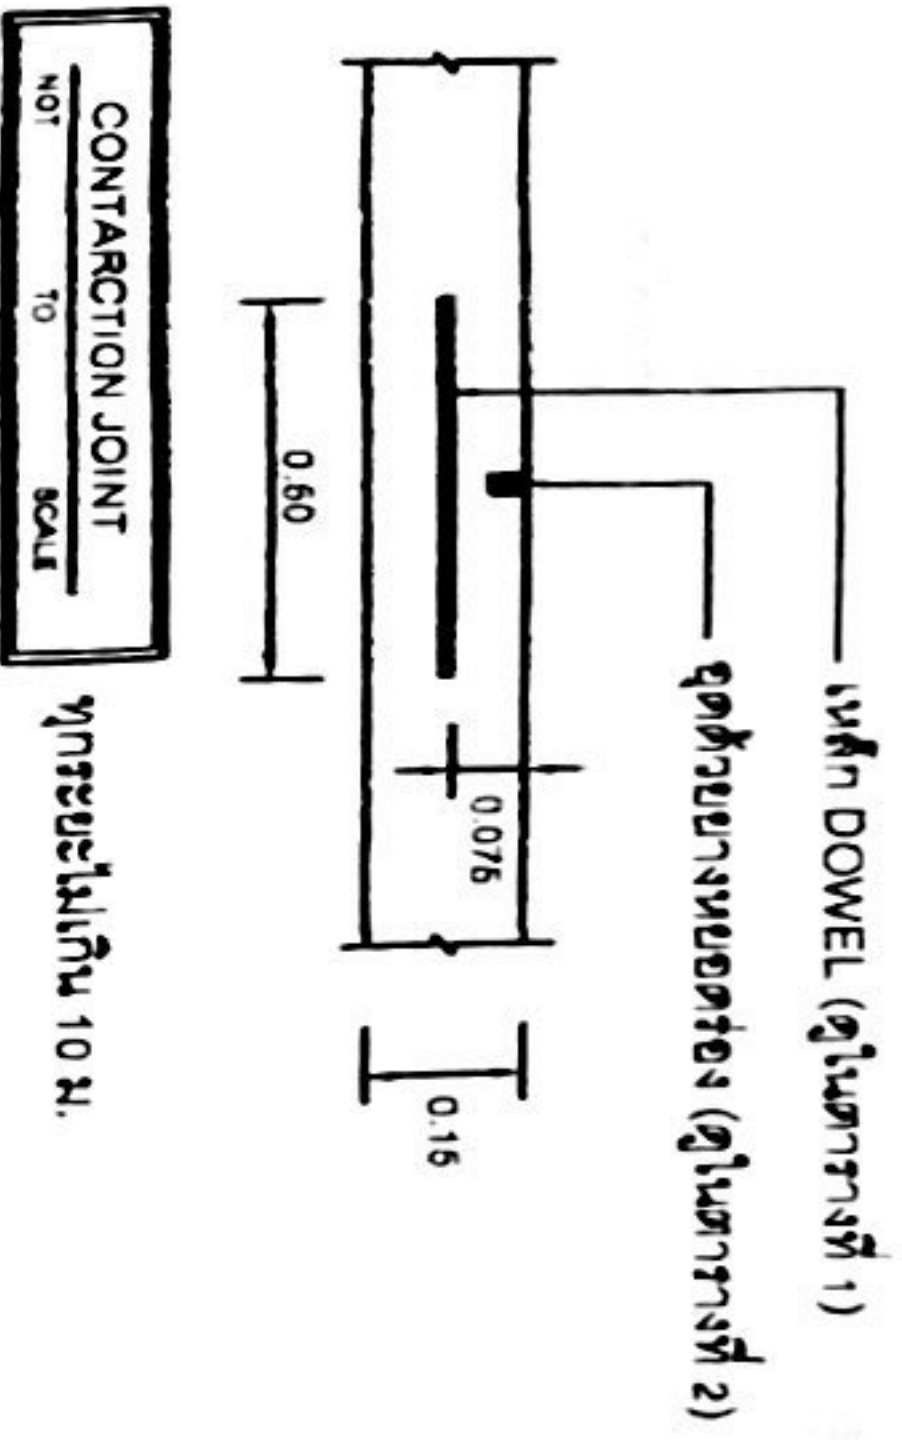 เหล็ก DOWEL (ดูในตารางที่ 1)
อุดด้วยยางหยอดร่อง (ดูในตารางที่ 2)
0.075
0.15
0.50
CONTARCTION JOINT
NOT TO SCALE
ทุกระยะไม่เกิน 10 ม.